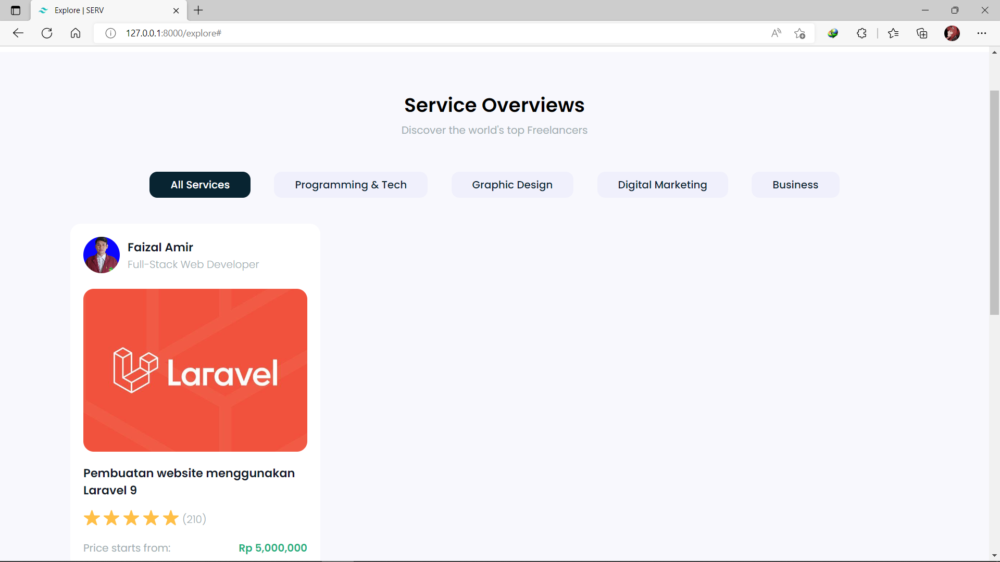 Explore | SERV
127.0.0.1:8000/explore#
Service Overviews
Discover the world's top Freelancers
All Services
Programming & Tech
Graphic Design
Digital Marketing
Business
Faizal Amir
Full-Stack Web Developer
Laravel
Pembuatan website menggunakan
Laravel 9
(210)
Price starts from:
Rp 5,000,000